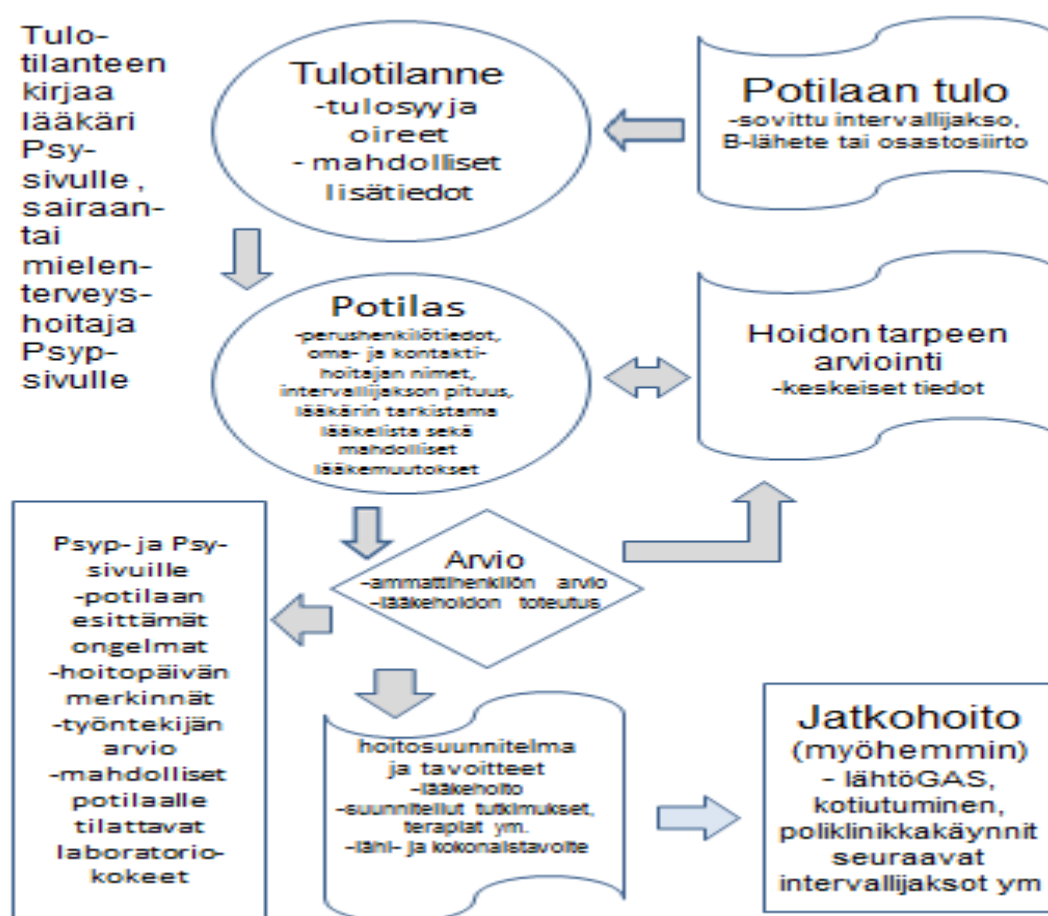 Tulo-
tilanteen
kirjaa
lääkäri
Psy-
sivulle ,
sairaan-
tai
mielen-
terveys-
hoitaja
Psyp-
sivulle
Tulotilanne
-tulosyy ja
oireet
- mahdolliset
lisätiedot
Potilaan tulo
-sovittu intervallijakso,
B-lähete tai osastosiirto
Potilas
-perushenkilötiedot,
oma- ja kontakti-
hoitajan nimet,
intervallijakson pituus,
lääkärin tarkistama
lääkelista sekä
mahdolliset
lääkemuutokset
Hoidon tarpeen
arviointi
-keskeiset tiedot
Arvio
-ammattihenkilön arvio
-lääkehoidon toteutus
Psyp- ja Psy-
sivuille
-potilaan
esittämät
ongelmat
-hoitopäivän
merkinnät
-työntekijän
arvio
-mahdolliset
potilaalle
tilattavat
laboratorio-
kokeet
hoitosuunnitelma
ja tavoitteet
-lääkehoito
-suunnitellut tutkimukset,
terapiat ym.
-lähi- ja kokonaistavoite
Jatkohoito
(myöhemmin)
- lähtöGAS,
kotiutuminen,
poliklinikkakäynnit
seuraavat
intervallijaksot ym